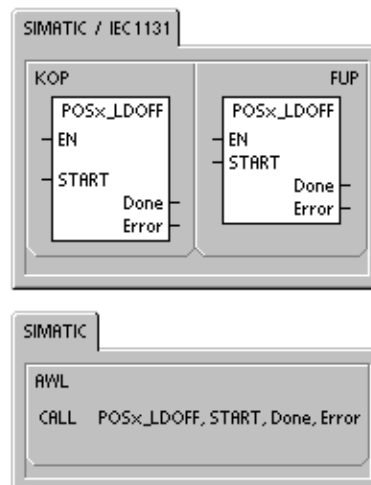 SIMATIC / IEC1131
KOP
FUP
POSx_LDOFF
EN
START
Done
Error
POSx_LDOFF
EN
START
Done
Error
SIMATIC
AWL
CALL POSx_LDOFF, START, Done, Error